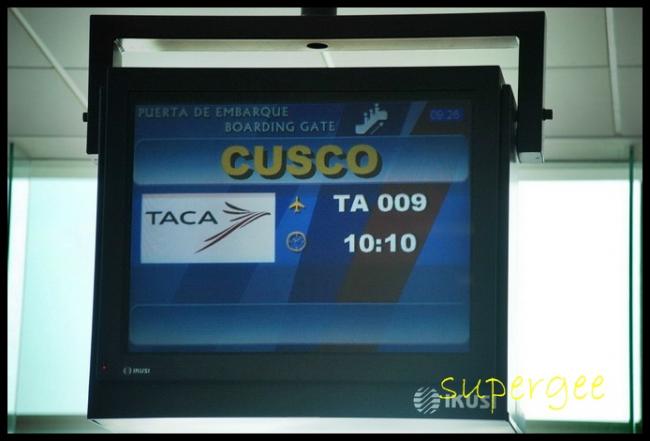 PUERTA DE EMBARQUE
BOARDING GATE
09:26
CUSCO
TACA
TA 009
10:10
IKUSI
IKUSI
supergee